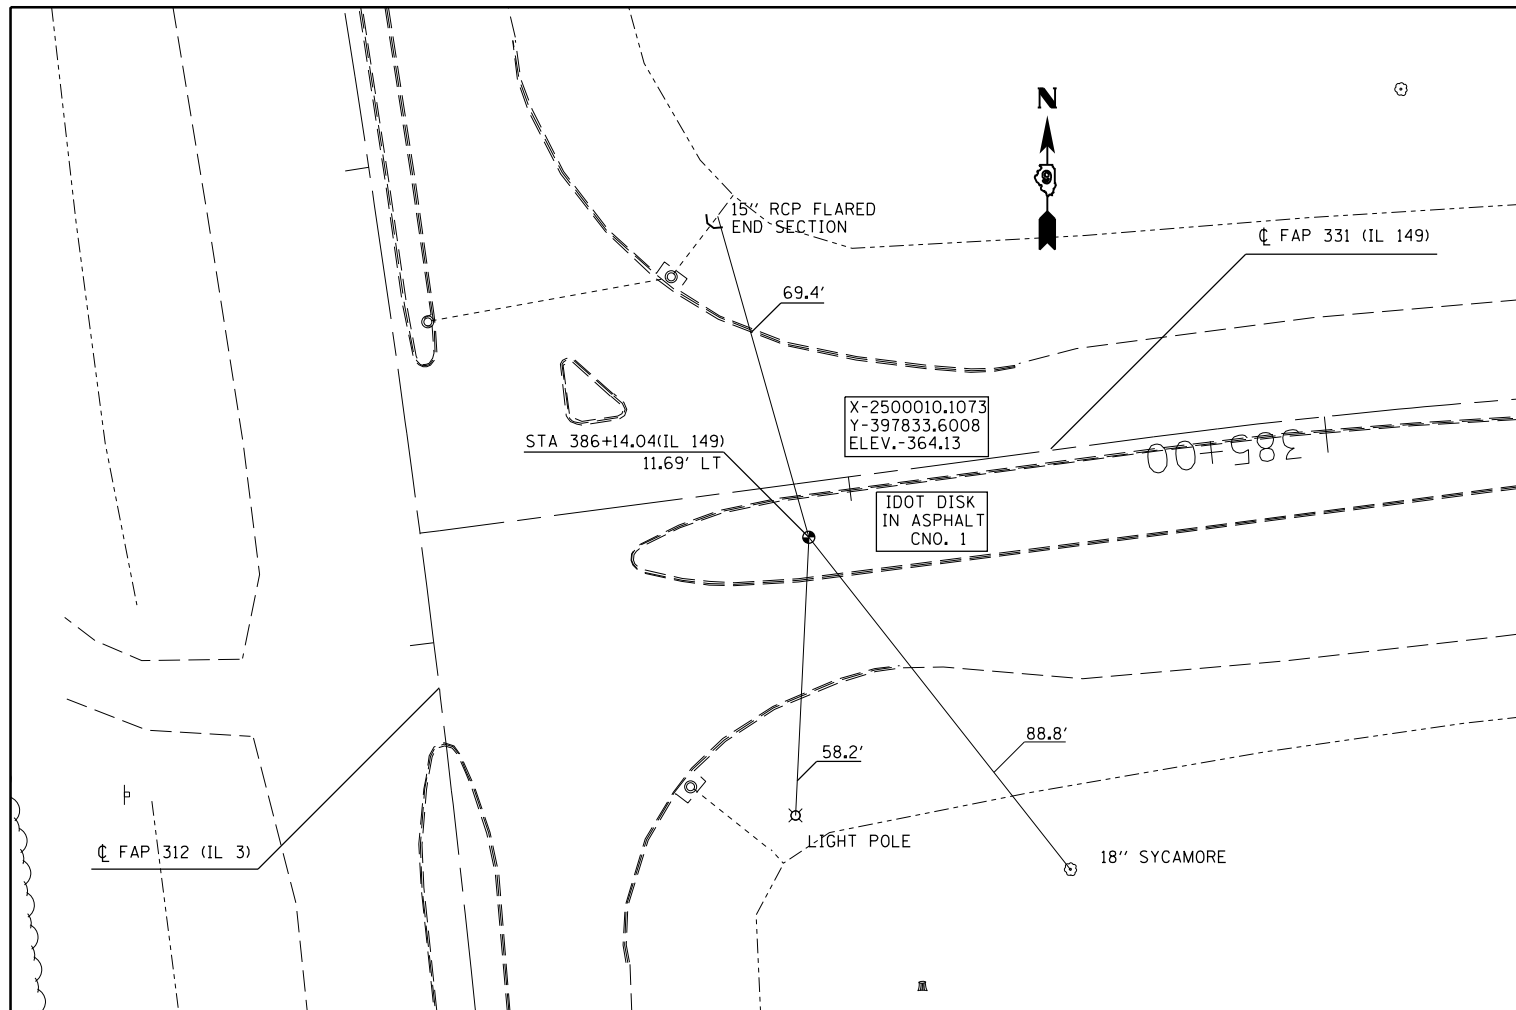 N
9
15'' RCP FLARED
END SECTION
℄ FAP 331 (IL 149)
69.4'
X-2500010.1073
Y-397833.6008
ELEV.-364.13
STA 386+14.04(IL 149)
11.69' LT
385+00
IDOT DISK
IN ASPHALT
CNO. 1
88.8'
58.2'
LIGHT POLE
℄ FAP 312 (IL 3)
18'' SYCAMORE